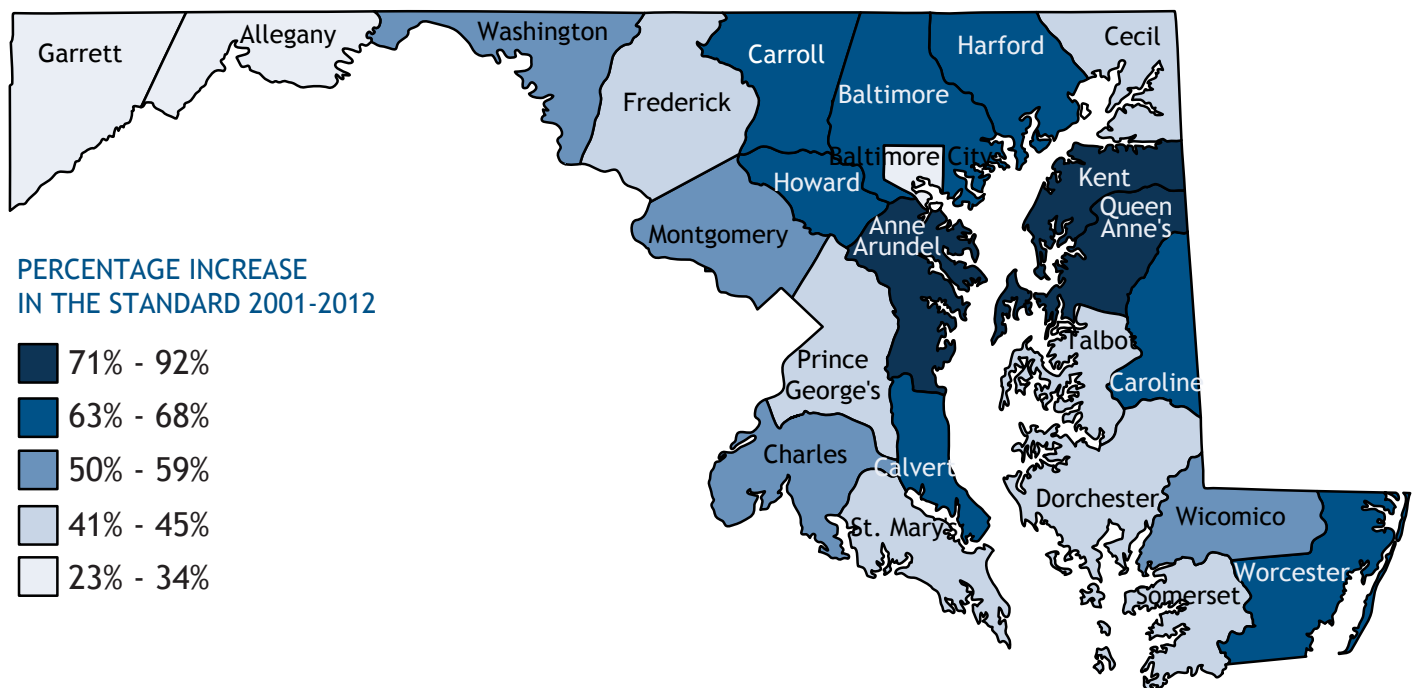 Garrett
Allegany
Washington
Frederick
Carroll
Baltimore
Harford
Cecil
Baltimore City
Howard
Montgomery
Anne
Arundel
Kent
Queen
Anne's
Talbot
Caroline
Prince
George's
Charles
Calvert
St. Mary's
Dorchester
Wicomico
Somerset
Worcester
PERCENTAGE INCREASE
IN THE STANDARD 2001-2012
71% - 92%
63% - 68%
50% - 59%
41% - 45%
23% - 34%